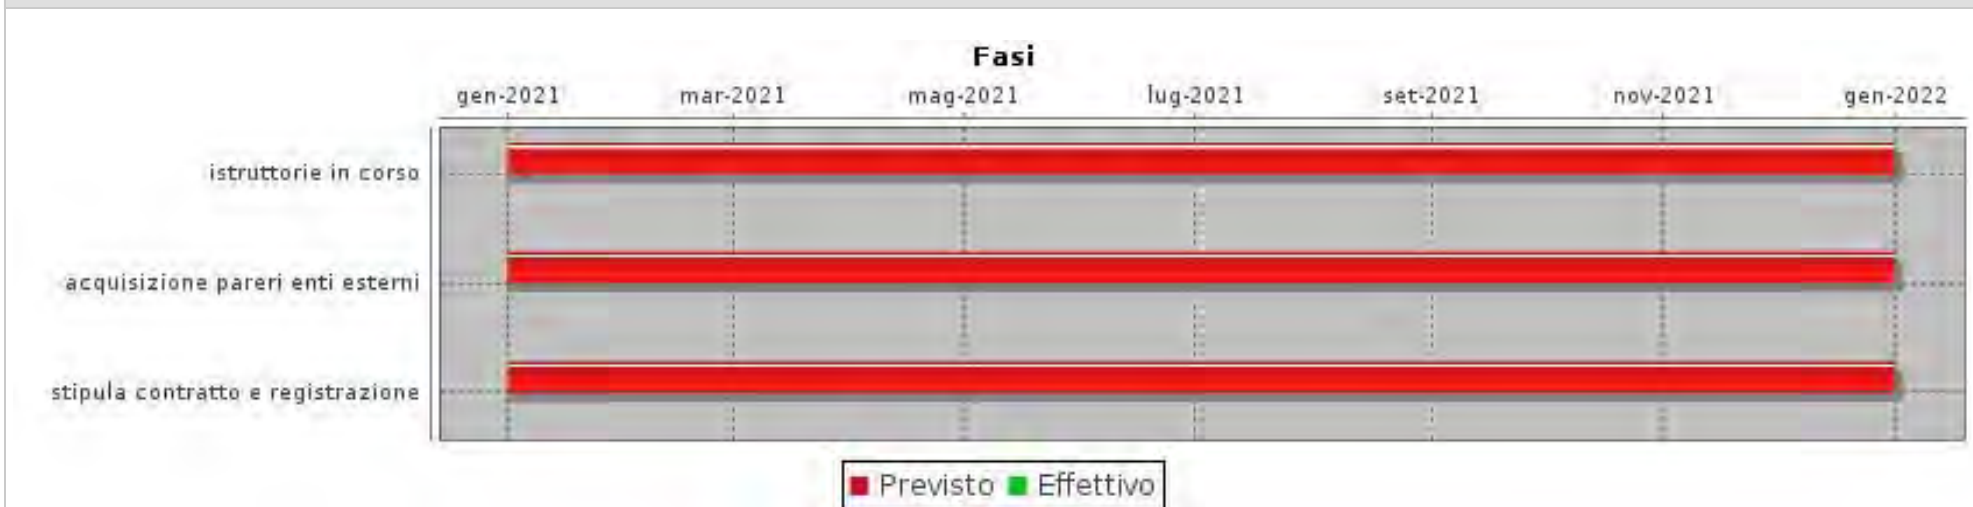 Fasi
gen-2021 mar-2021 mag-2021 lug-2021 set-2021 nov-2021 gen-2022
istruttorie in corso
acquisizione pareri enti esterni
stipula contratto e registrazione
Previsto Effettivo